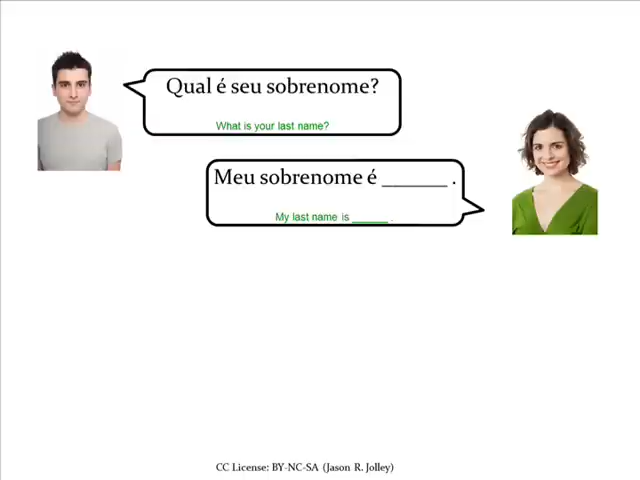 Qual é seu sobrenome?
What is your last name?
Meu sobrenome é _______ .
My last name is ______ .
CC License: BY-NC-SA (Jason R. Jolley)